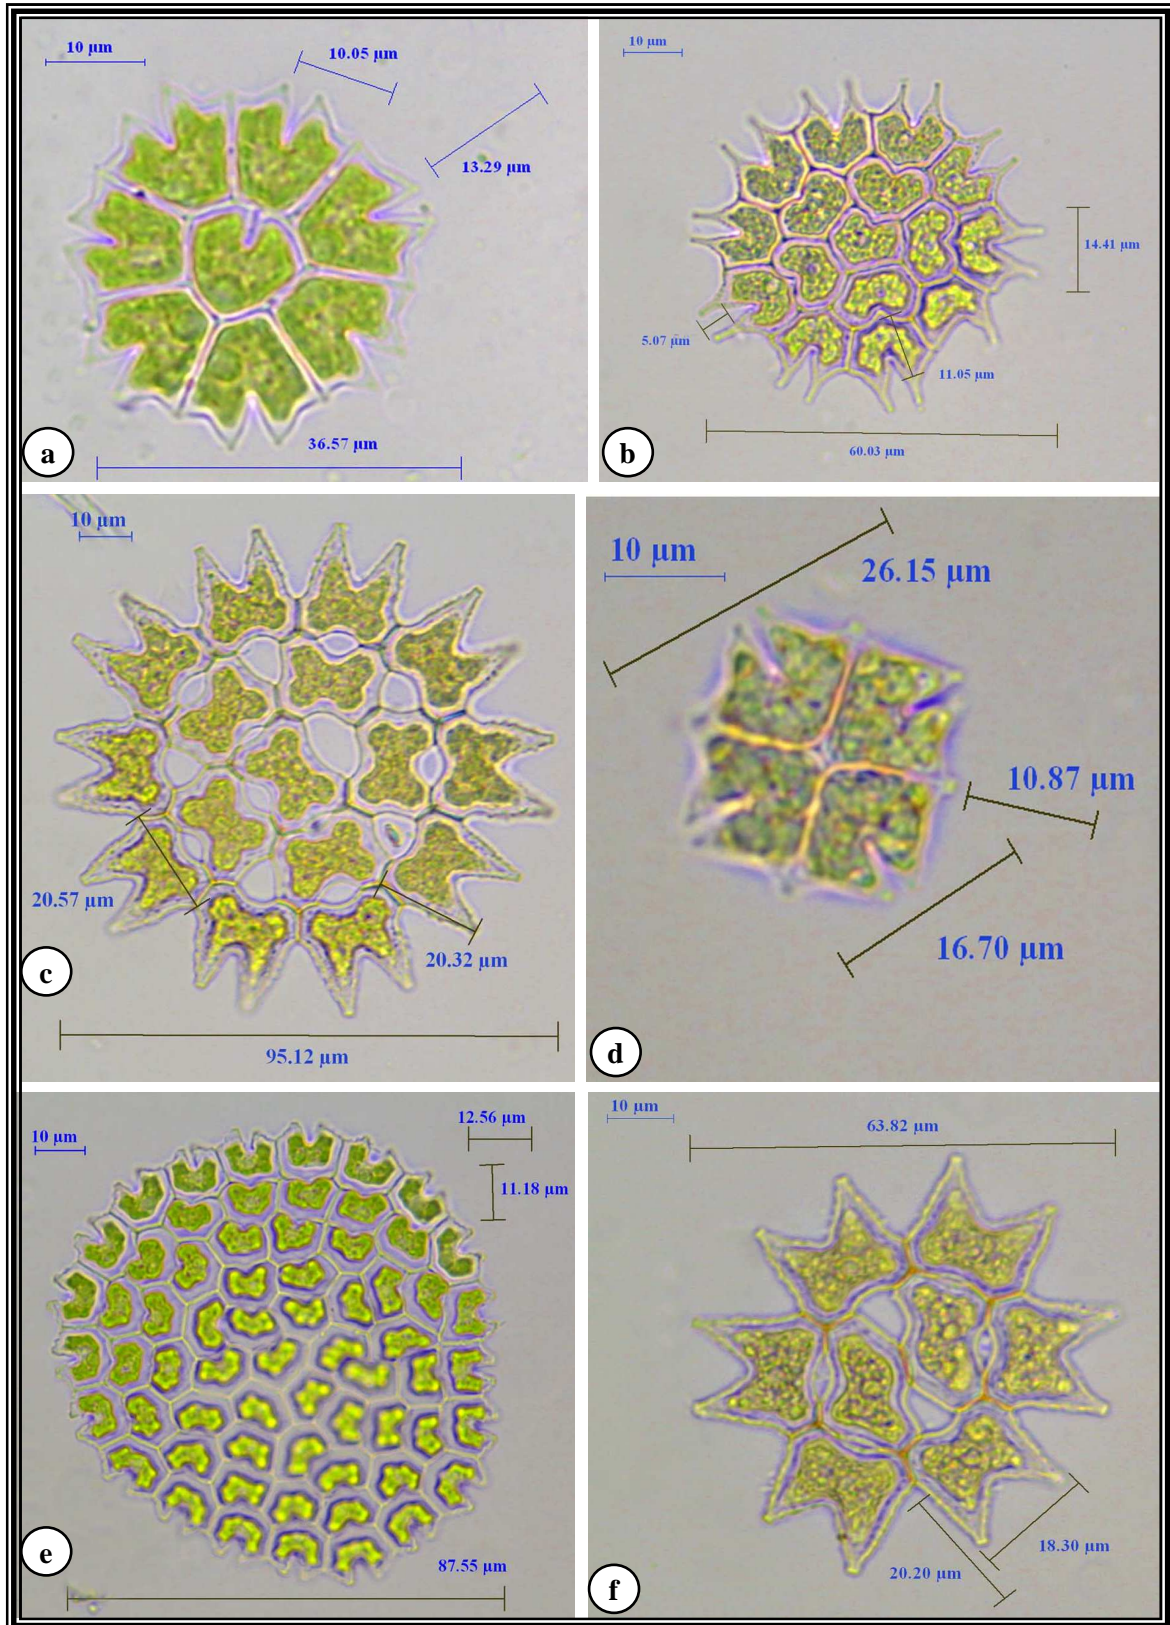 10 µm
10.05 µm
13.29 µm
36.57 µm
a
10 µm
14.41 µm
5.07 µm
11.05 µm
60.03 µm
b
10 µm
20.57 µm
20.32 µm
95.12 µm
c
10 µm
26.15 µm
10.87 µm
16.70 µm
d
10 µm
12.56 µm
11.18 µm
87.55 µm
e
10 µm
63.82 µm
18.30 µm
20.20 µm
f